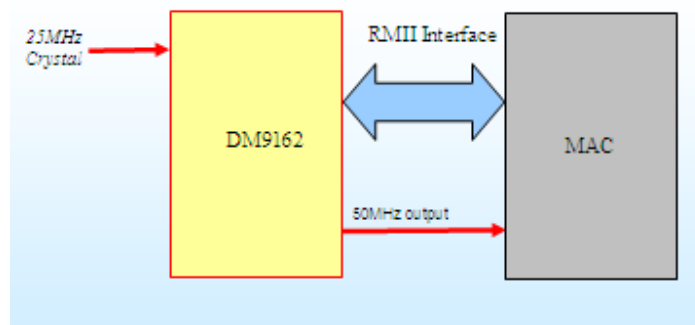 25MHz
Crystal
RMII Interface
DM9162
MAC
50MHz output